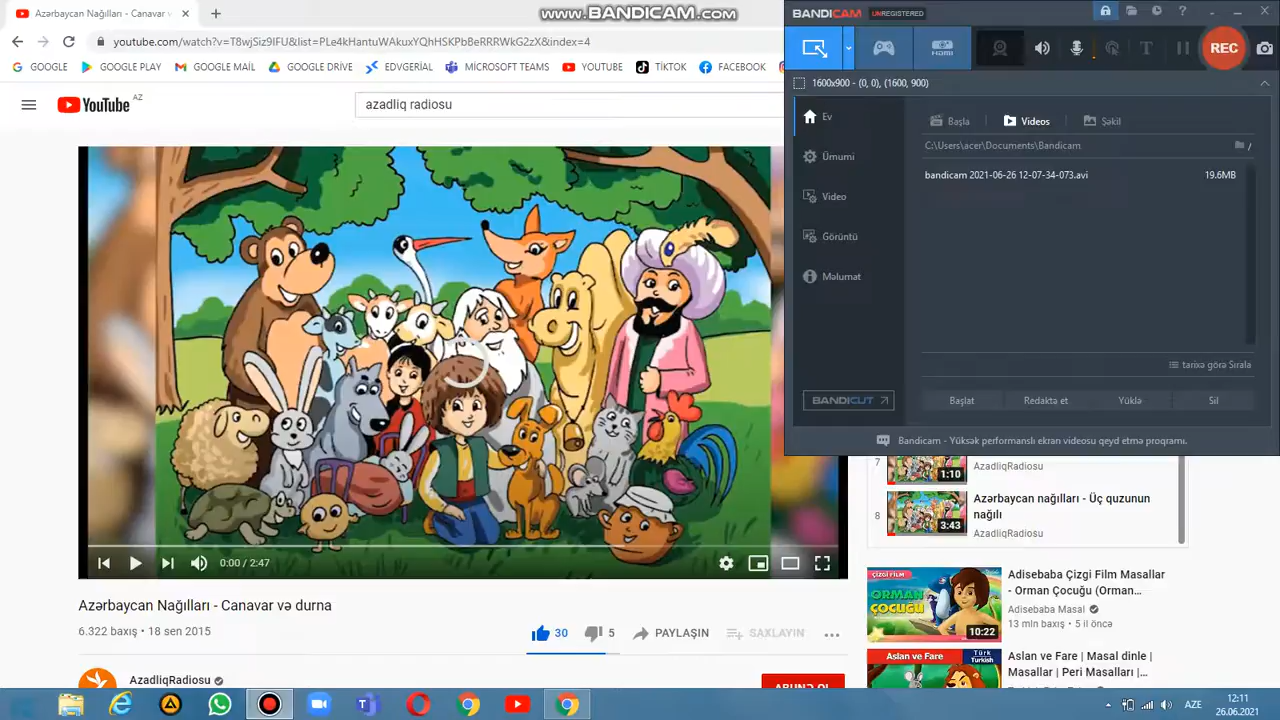 Azərbaycan Nağılları - Canavar v
www.BANDICAM.com
youtube.com/watch?v=T8wjSiz9IFU&list=PLe4kHantuWAkuxYQhHSKPbBeRRRWkG2zX&index=4
GOOGLE
GOOGLE PLAY
GOOGLE MAIL
GOOGLE DRIVE
EDVGERİAL
MİCROSOFT TEAMS
YOUTUBE
TİKTOK
FACEBOOK
YouTube AZ
azadliq radiosu
BANDICAM UNREGISTERED
REC
1600x900 - (0, 0), (1600, 900)
Ev
Ümumi
Video
Görüntü
Məlumat
BANDICUT
Başla
Videos
Şəkil
C:\Users\acer\Documents\Bandicam
bandicam 2021-06-26 12-07-34-073.avi
19.6MB
tarixə görə Sırala
Başlat
Redaktə et
Yüklə
Sil
Bandicam - Yüksək performanslı ekran videosu qeyd etmə proqramı.
0:00 / 2:47
Azərbaycan Nağılları - Canavar və durna
6.322 baxış • 18 sen 2015
30
5
PAYLAŞIN
SAXLAYIN
AzadliqRadiosu
ABUNƏ OL
7
1:10
AzadliqRadiosu
8
3:43
Azərbaycan nağılları - Üç quzunun
nağılı
AzadliqRadiosu
ÇİZGİ FİLM
ORMAN
ÇOCUĞU
10:22
Adisebaba Çizgi Film Masallar
- Orman Çocuğu (Orman...
Adisebaba Masal
13 mln baxış • 5 il öncə
Aslan ve Fare
Türk
Turkish
Aslan ve Fare | Masal dinle |
Masallar | Peri Masalları |...
AZE
12:11
26.06.2021